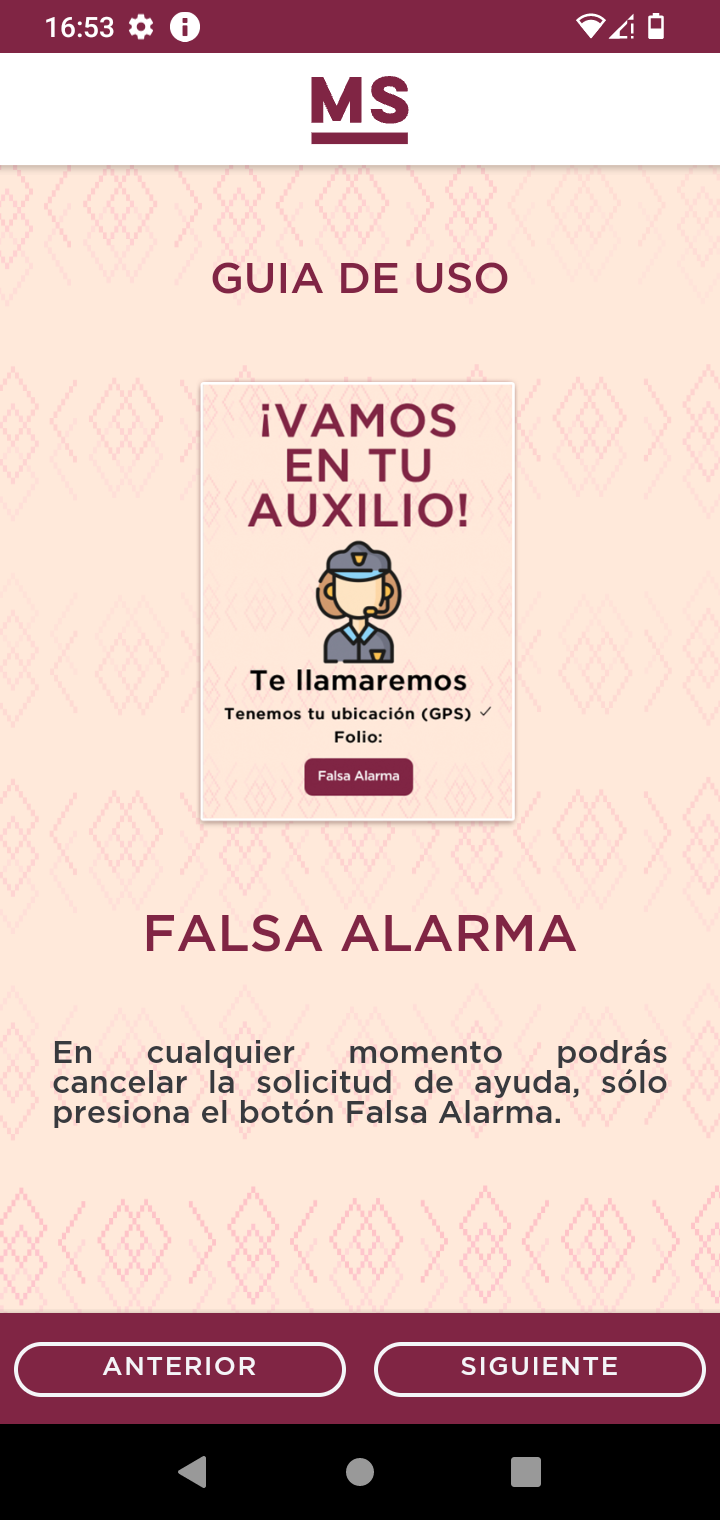 16:53
MS
GUIA DE USO
¡VAMOS
EN TU
AUXILIO!
Te llamaremos
Tenemos tu ubicación (GPS) ✓
Folio:
Falsa Alarma
FALSA ALARMA
En cualquier momento podrás
cancelar la solicitud de ayuda, sólo
presiona el botón Falsa Alarma.
ANTERIOR
SIGUIENTE